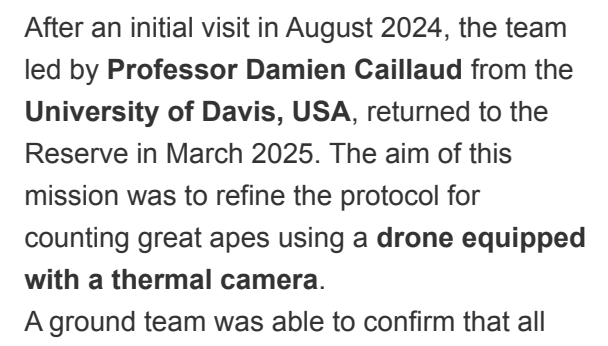 After an initial visit in August 2024, the team
led by Professor Damien Caillaud from the
University of Davis, USA, returned to the
Reserve in March 2025. The aim of this
mission was to refine the protocol for
counting great apes using a drone equipped
with a thermal camera.
A ground team was able to confirm that all